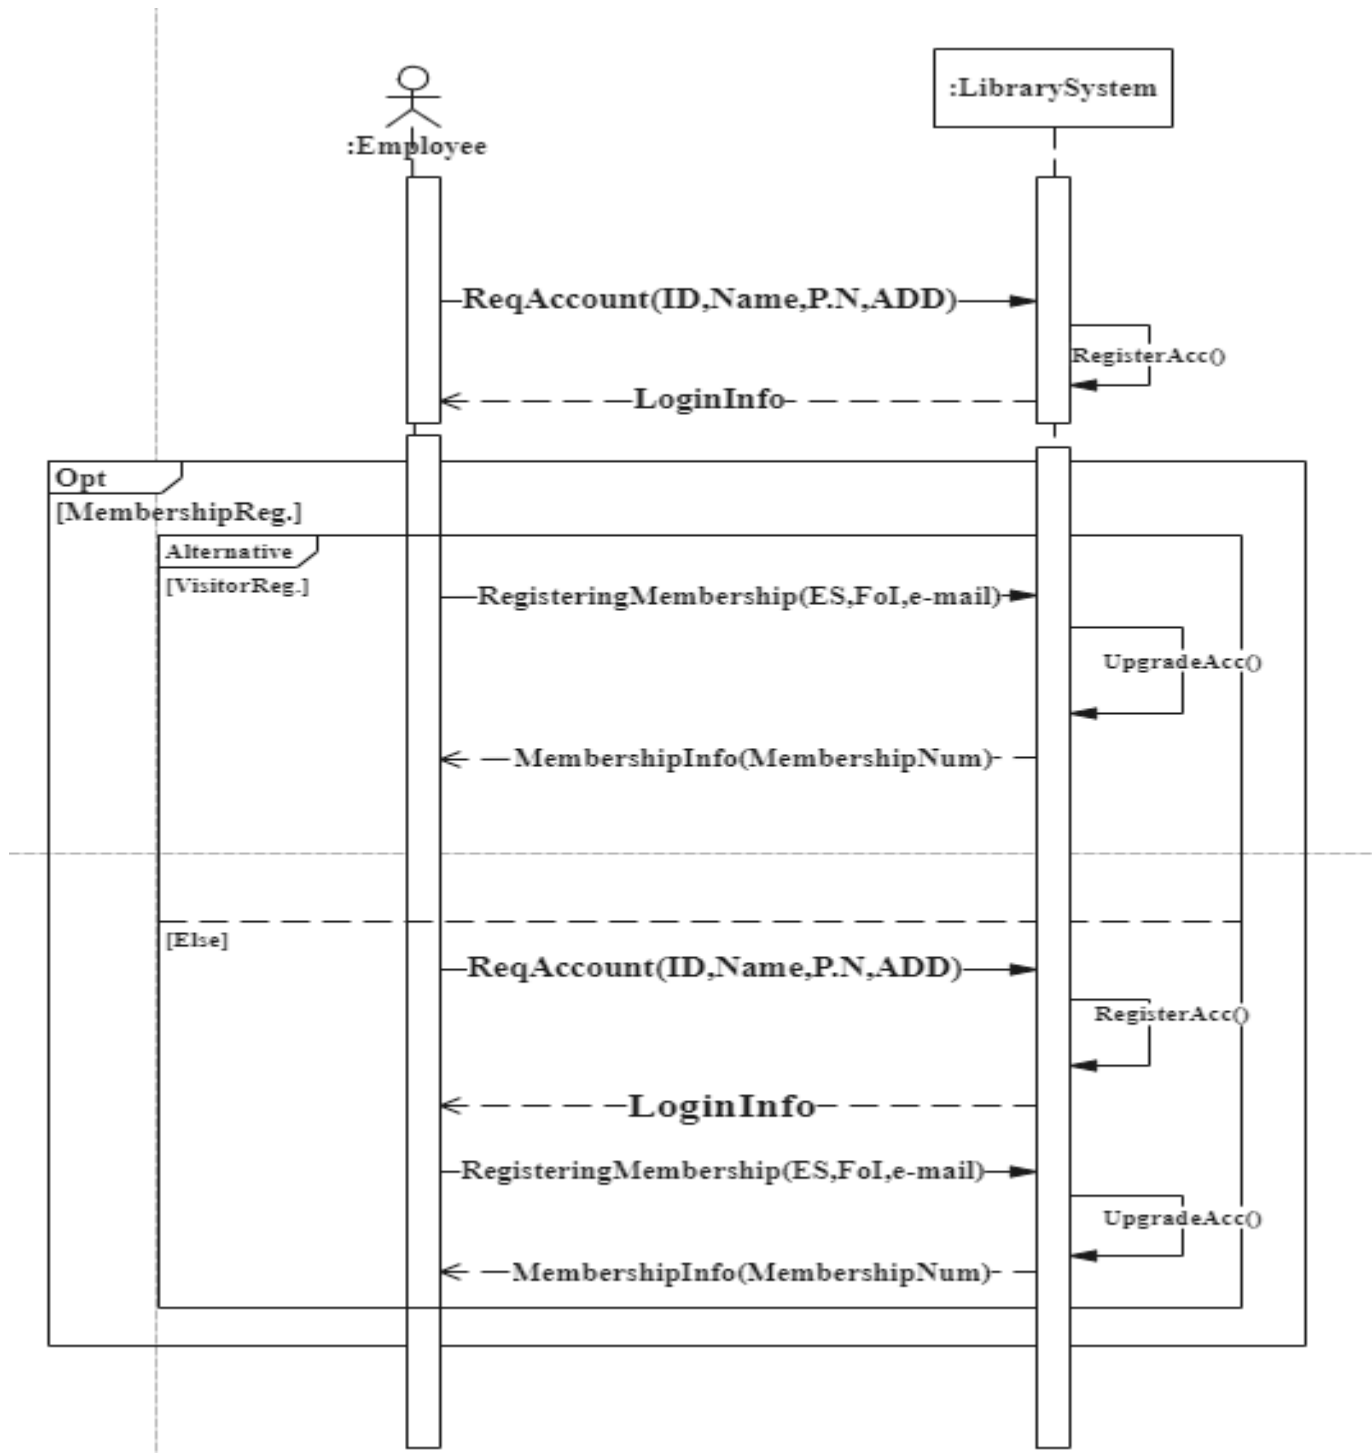 :LibrarySystem
:Employee
ReqAccount(ID,Name,P.N,ADD)
RegisterAcc()
LoginInfo
Opt
[MembershipReg.]
Alternative
[VisitorReg.]
RegisteringMembership(ES,FoI,e-mail)
UpgradeAcc()
MembershipInfo(MembershipNum)
[Else]
ReqAccount(ID,Name,P.N,ADD)
RegisterAcc()
LoginInfo
RegisteringMembership(ES,FoI,e-mail)
UpgradeAcc()
MembershipInfo(MembershipNum)